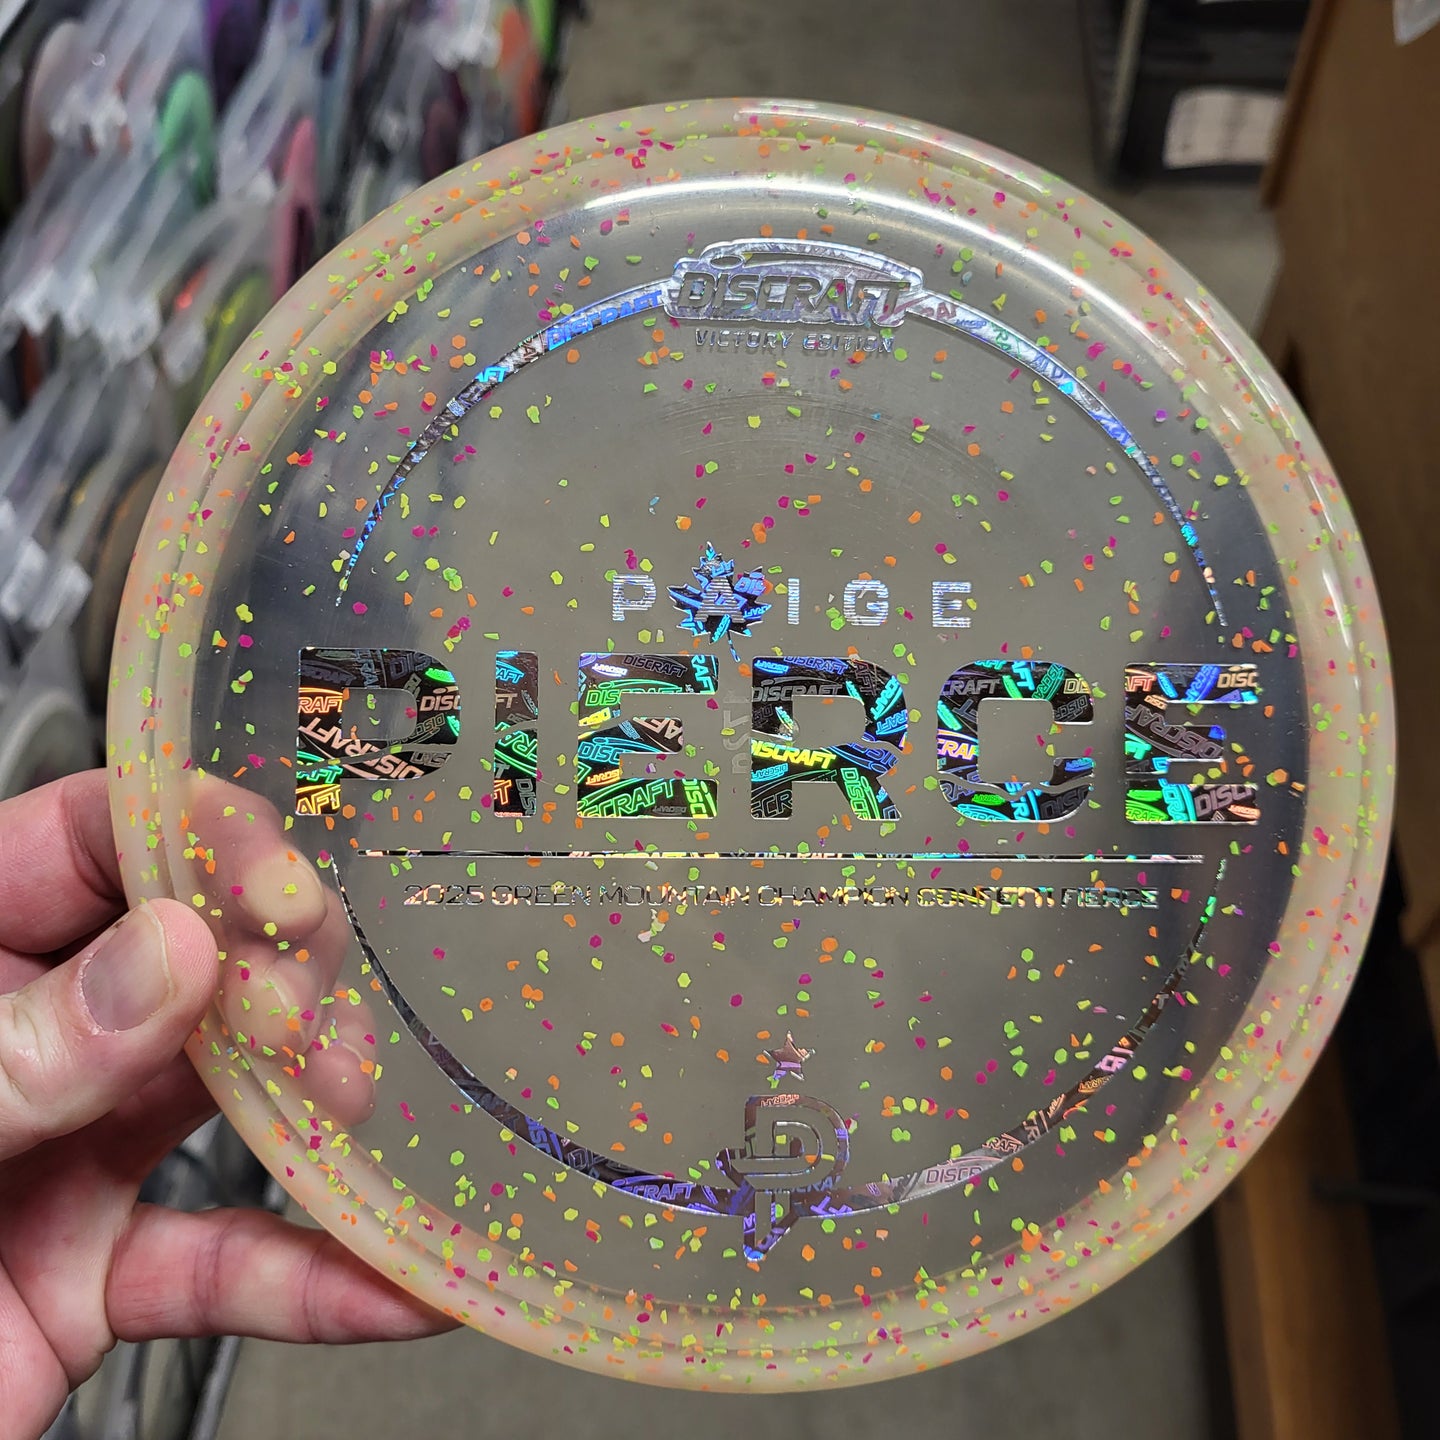 DISCRAFT
VICTORY EDITION
PAIGE
PIERCE
2025 GREEN MOUNTAIN CHAMPION CONFETTI FIERCE